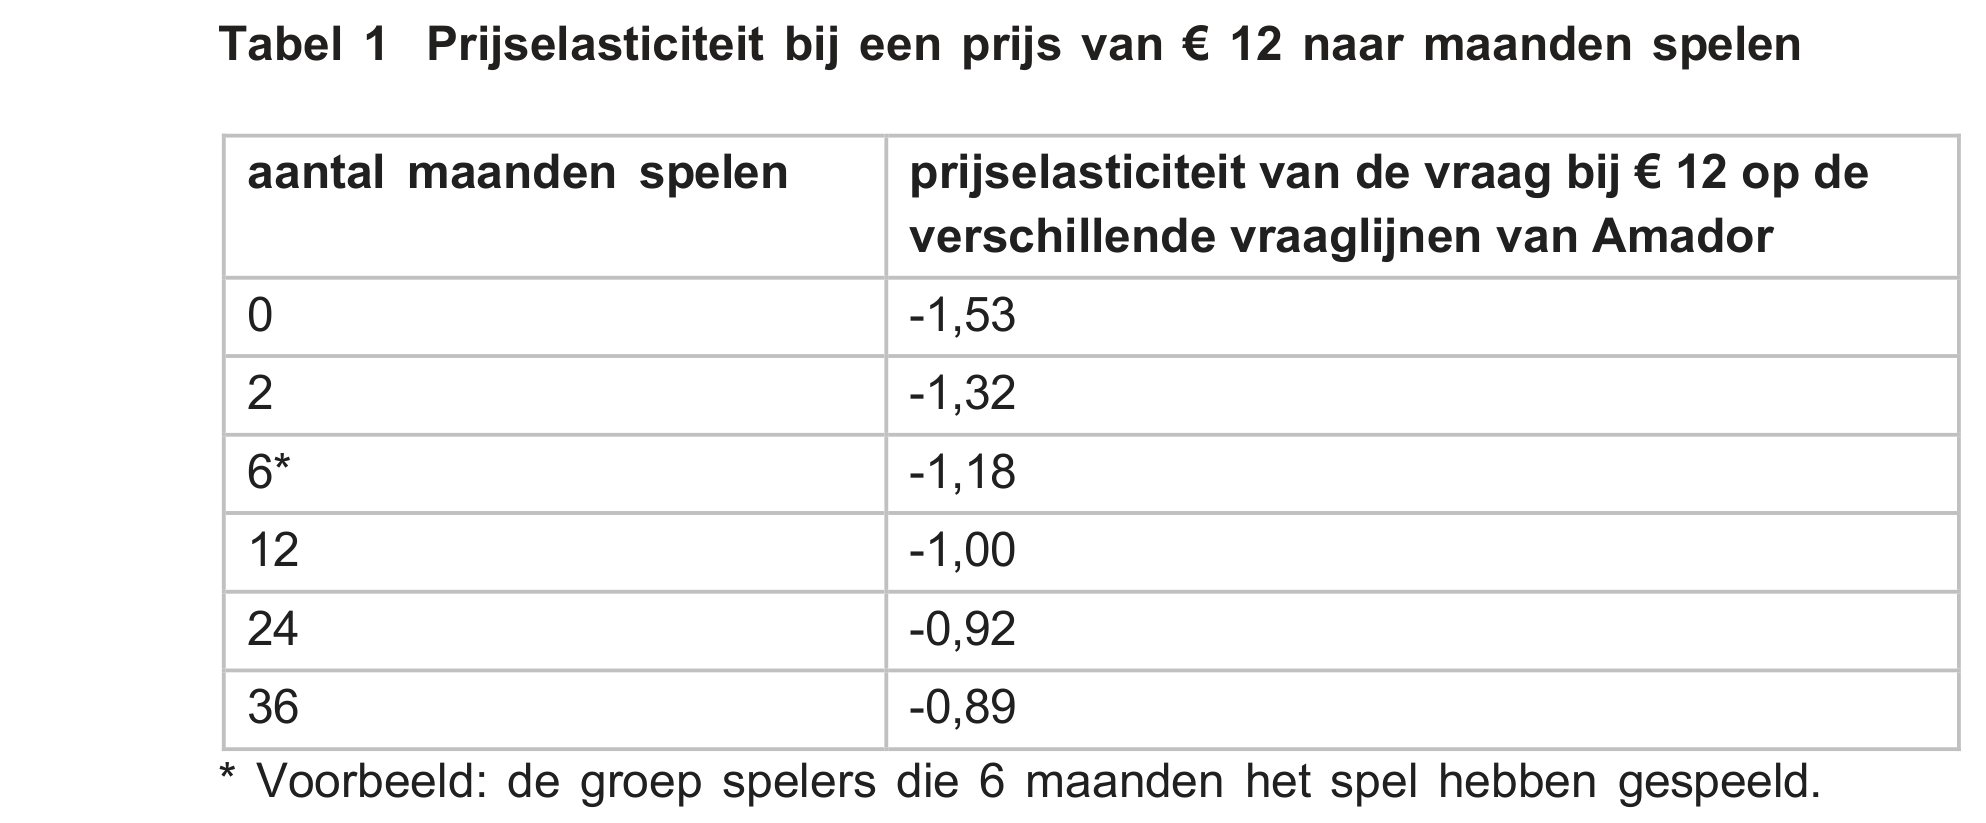 Tabel 1 Prijselasticiteit bij een prijs van € 12 naar maanden spelen
aantal maanden spelen
prijselasticiteit van de vraag bij € 12 op de
verschillende vraaglijnen van Amador
0 -1,53
2 -1,32
6* -1,18
12 -1,00
24 -0,92
36 -0,89
* Voorbeeld: de groep spelers die 6 maanden het spel hebben gespeeld.